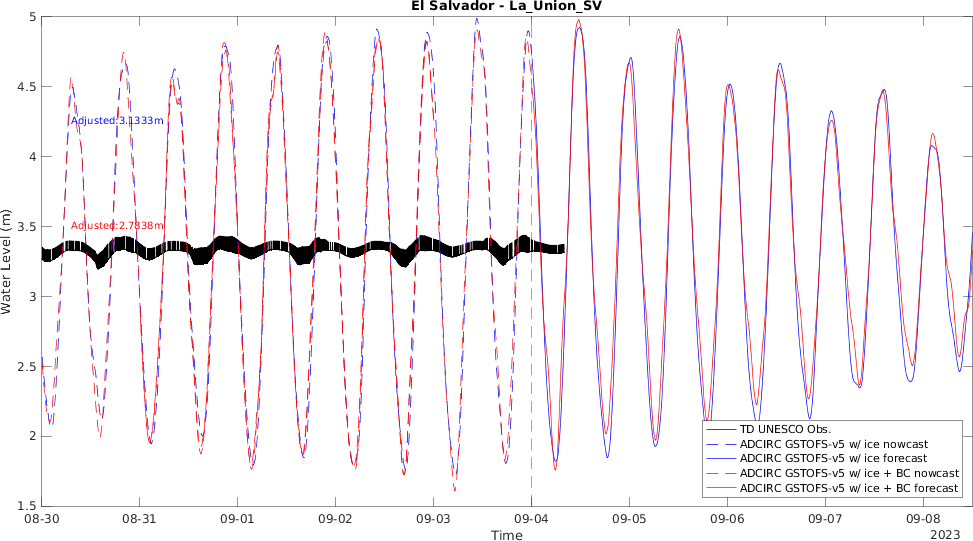 El Salvador - La_Union_SV
Water Level (m)
5
4.5
4
3.5
3
2.5
2
1.5
Adjusted:3.1333m
Adjusted:2.7338m
TD UNESCO Obs.
ADCIRC GSTOFS-v5 w/ ice nowcast
ADCIRC GSTOFS-v5 w/ ice forecast
ADCIRC GSTOFS-v5 w/ ice + BC nowcast
ADCIRC GSTOFS-v5 w/ ice + BC forecast
08-30 08-31 09-01 09-02 09-03 09-04 09-05 09-06 09-07 09-08
Time
2023